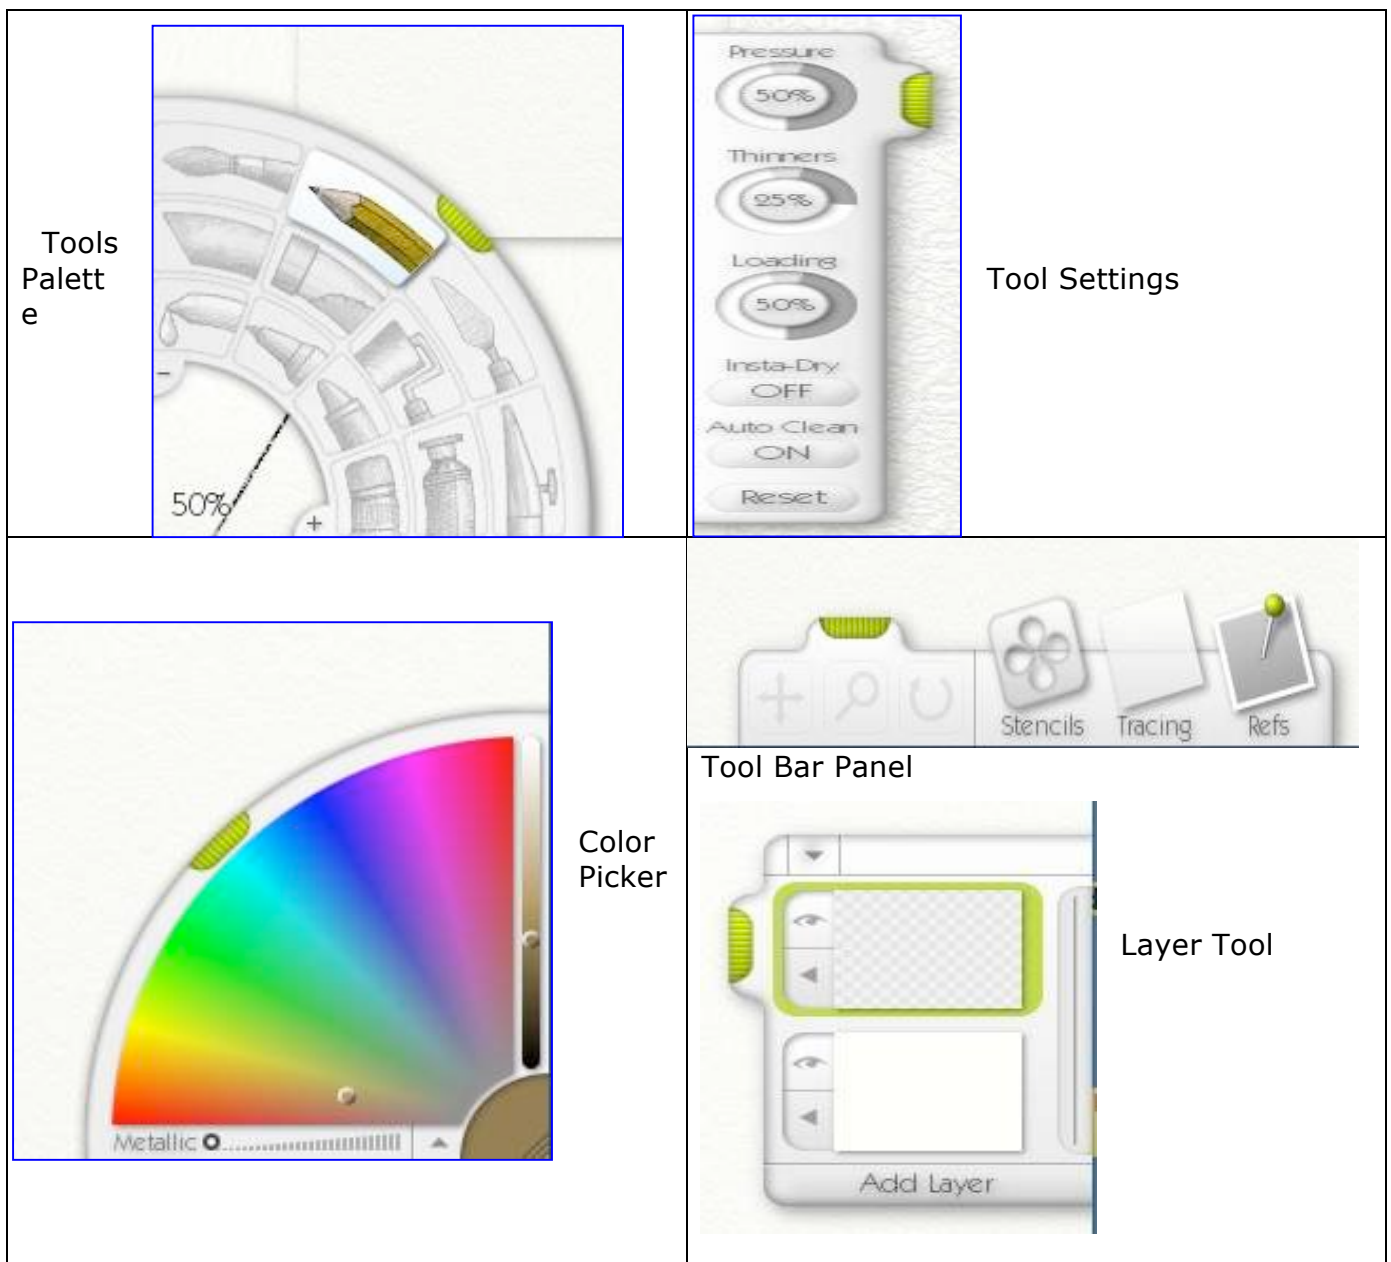 Tools
Palett
e
50%
-
+
Pressure
50%
Thinners
25%
Loading
50%
Insta-Dry
OFF
Auto Clean
ON
Reset
Tool Settings
Metallic
Color
Picker
Stencils Tracing Refs
Tool Bar Panel
Layer Tool
Add Layer